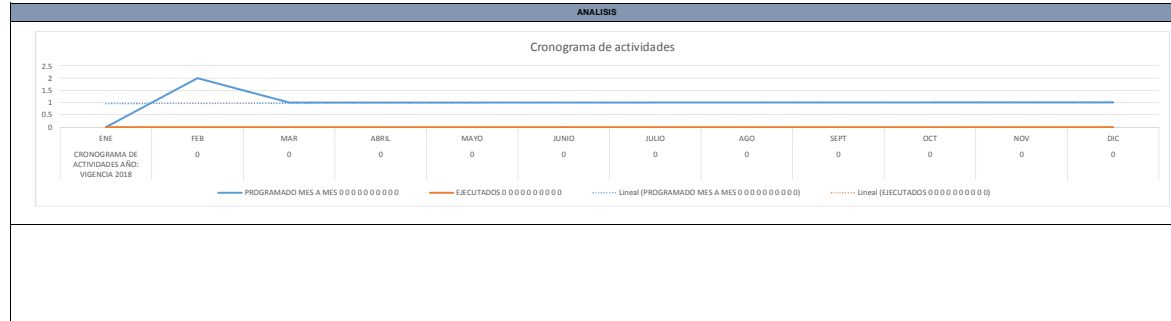 ANALISIS
Cronograma de actividades
2.5
2
1.5
1
0.5
0
ENE FEB MAR ABRIL MAYO JUNIO JULIO AGO SEPT OCT NOV DIC
CRONOGRAMA DE 0 0 0 0 0 0 0 0 0 0 0
ACTIVIDADES AÑO:
VIGENCIA 2018
PROGRAMADO MES A MES 0 0 0 0 0 0 0 0 0 0 EJECUTADOS 0 0 0 0 0 0 0 0 0 0 Lineal (PROGRAMADO MES A MES 0 0 0 0 0 0 0 0 0 0) Lineal (EJECUTADOS 0 0 0 0 0 0 0 0 0 0)